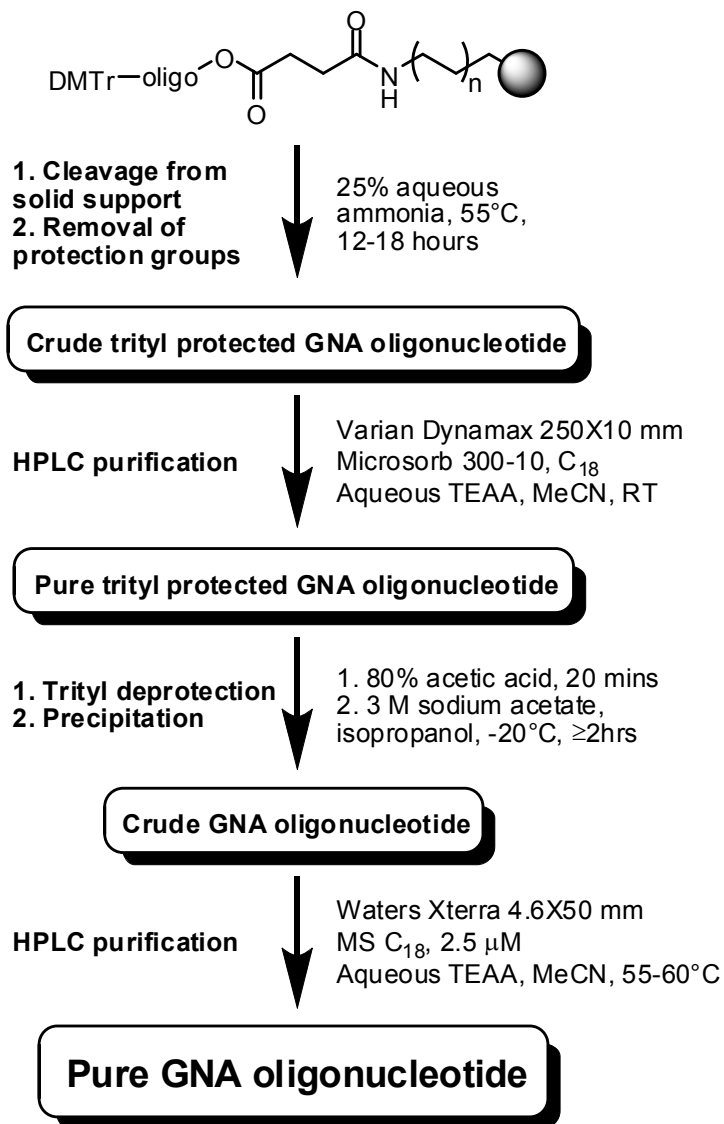 O
O
DMTr—oligo
O
N
H
n
1. Cleavage from
solid support
2. Removal of
protection groups
25% aqueous
ammonia, 55°C,
12-18 hours
Crude trityl protected GNA oligonucleotide
HPLC purification
Varian Dynamax 250X10 mm
Microsorb 300-10, C18
Aqueous TEAA, MeCN, RT
Pure trityl protected GNA oligonucleotide
1. Trityl deprotection
2. Precipitation
1. 80% acetic acid, 20 mins
2. 3 M sodium acetate,
isopropanol, -20°C, ≥2hrs
Crude GNA oligonucleotide
HPLC purification
Waters Xterra 4.6X50 mm
MS C18, 2.5 μM
Aqueous TEAA, MeCN, 55-60°C
Pure GNA oligonucleotide